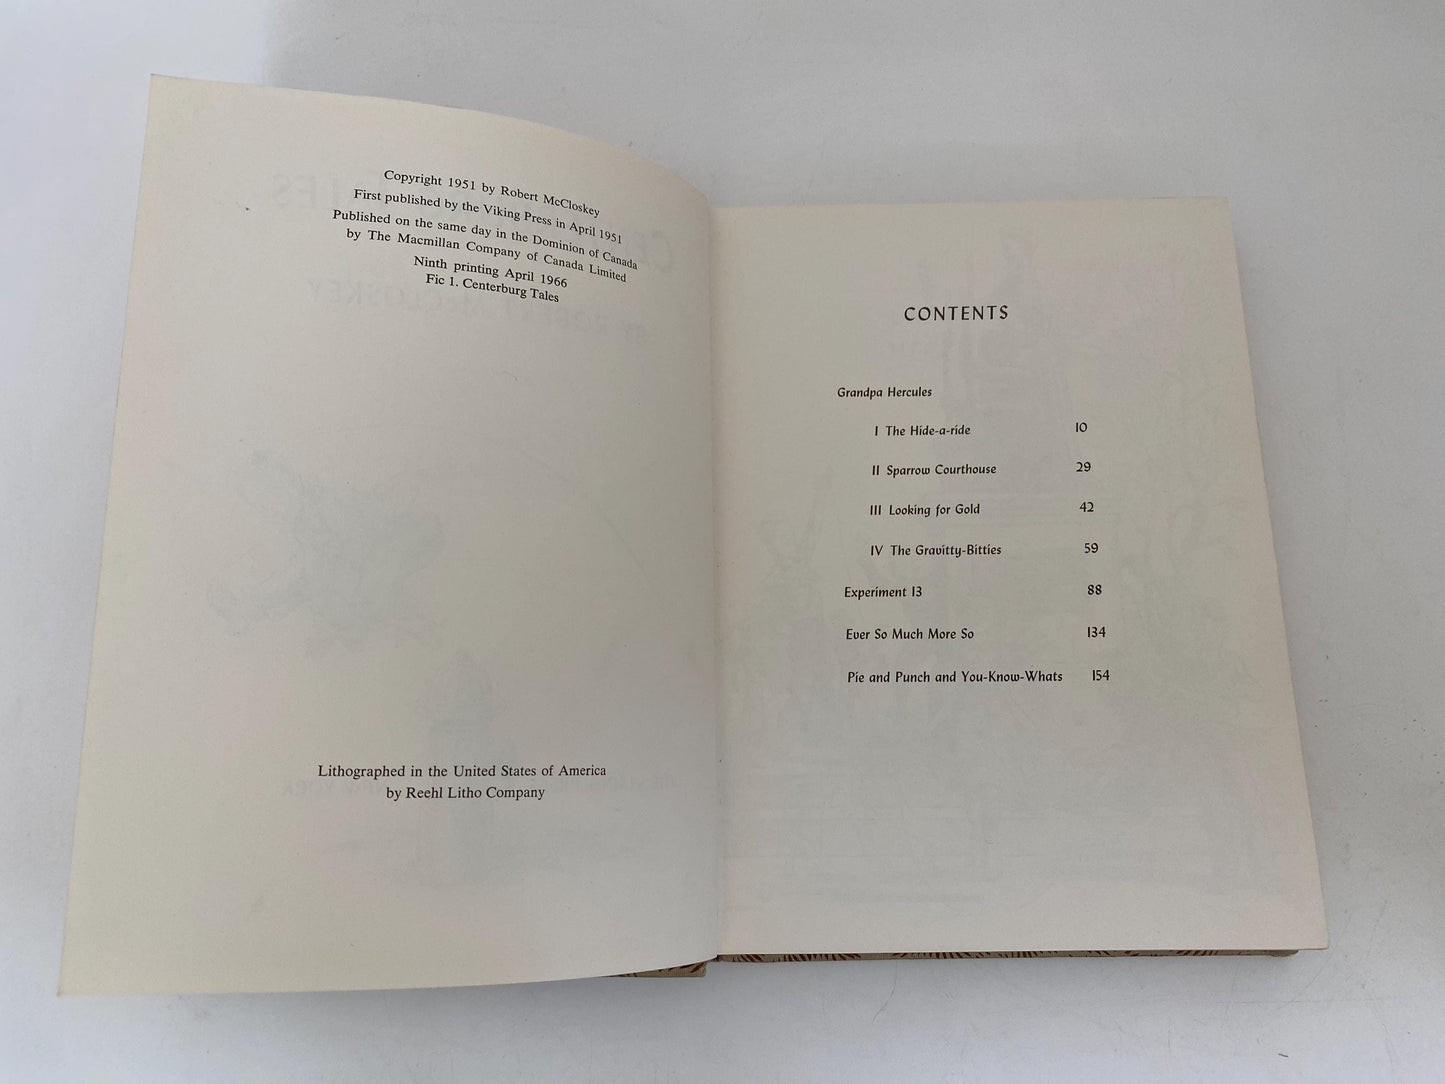 Copyright 1951 by Robert McCloskey
First published by the Viking Press in April 1951
Published on the same day in the Dominion of Canada
by The Macmillan Company of Canada Limited
Ninth printing April 1966
Fic 1. Centerburg Tales
Lithographed in the United States of America
by Reehl Litho Company
CONTENTS
Grandpa Hercules
I The Hide-a-ride 10
II Sparrow Courthouse 29
III Looking for Gold 42
IV The Gravitty-Bitties 59
Experiment 13 88
Ever So Much More So 134
Pie and Punch and You-Know-Whats 154